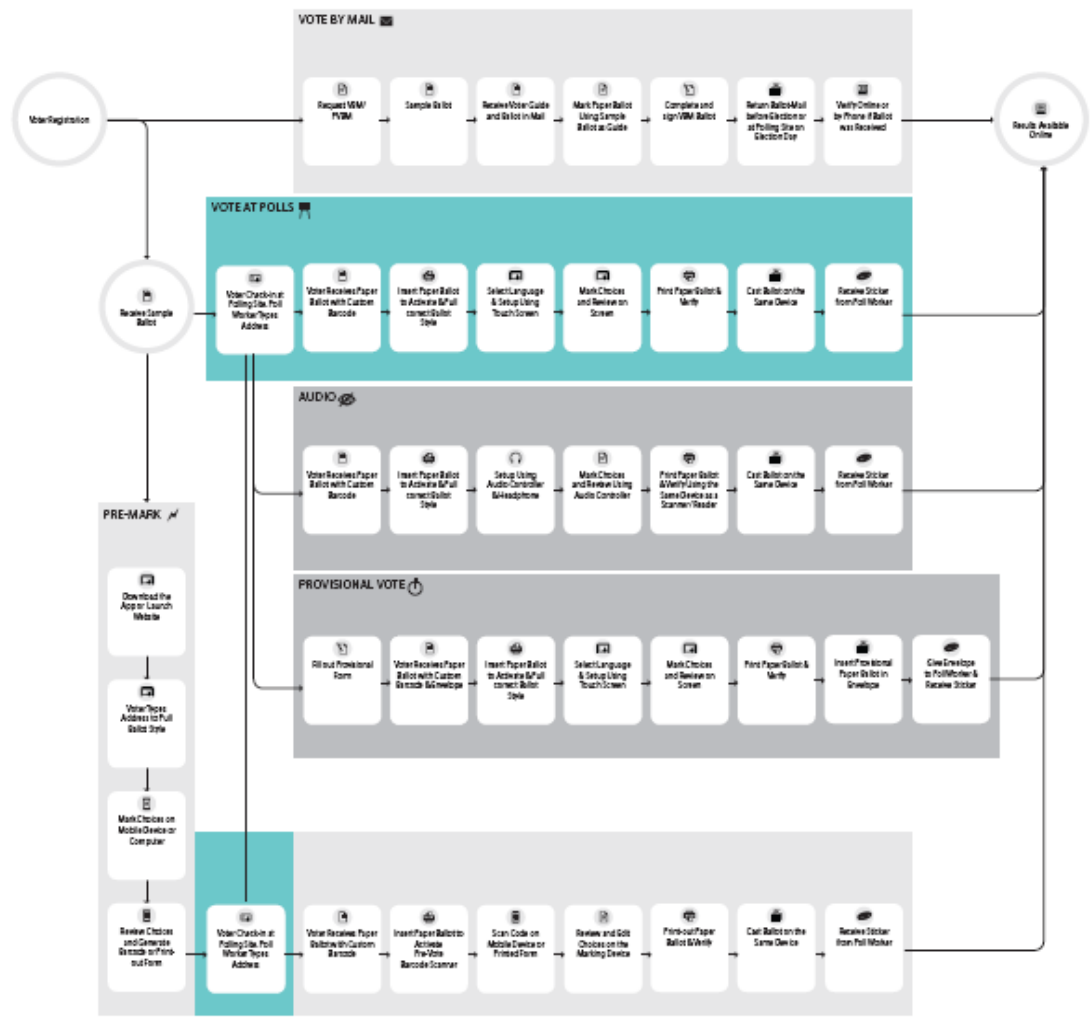 VOTE BY MAIL
Voter Registration
Request VBM/
PVBM
Sample Ballot
Receive Voter Guide
and Ballot in Mail
Mark Paper Ballot
Using Sample
Ballot as Guide
Complete and
sign VBM Ballot
Return Ballot-Mail
before Election or
at Polling Site on
Election Day
Verify Online or
by Phone if Ballot
was Received
Results Available
Online
VOTE AT POLLS
Receive Sample
Ballot
Voter Check-in at
Polling Site. Poll
Worker Types
Address
Voter Receives Paper
Ballot with Custom
Barcode
Insert Paper Ballot
to Activate & Pull
correct Ballot
Style
Select Language
& Setup Using
Touch Screen
Mark Choices
and Review on
Screen
Print Paper Ballot &
Verify
Cast Ballot on the
Same Device
Receive Sticker
from Poll Worker
AUDIO
Voter Receives Paper
Ballot with Custom
Barcode
Insert Paper Ballot
to Activate & Pull
correct Ballot
Style
Setup Using
Audio Controller
& Headphone
Mark Choices
and Review Using
Audio Controller
Print Paper Ballot
& Verify Using the
Same Device as a
Scanner/Reader
Cast Ballot on the
Same Device
Receive Sticker
from Poll Worker
PROVISIONAL VOTE
Fill out Provisional
Form
Voter Receives Paper
Ballot with Custom
Barcode & Envelope
Insert Paper Ballot
to Activate & Pull
correct Ballot
Style
Select Language
& Setup Using
Touch Screen
Mark Choices
and Review on
Screen
Print Paper Ballot &
Verify
Insert Provisional
Paper Ballot in
Envelope
Give Envelope
to Poll Worker &
Receive Sticker
PRE-MARK
Download the
App or Launch
Website
Voter Types
Address to Pull
Ballot Style
Mark Choices on
Mobile Device or
Computer
Review Choices
and Generate
Barcode or Print-
out Form
Voter Check-in at
Polling Site. Poll
Worker Types
Address
Voter Receives Paper
Ballot with Custom
Barcode
Insert Paper Ballot to
Activate
Pre-Vote
Barcode Scanner
Scan Code on
Mobile Device or
Printed Form
Review and Edit
Choices on the
Marking Device
Print-out Paper
Ballot & Verify
Cast Ballot on the
Same Device
Receive Sticker
from Poll Worker